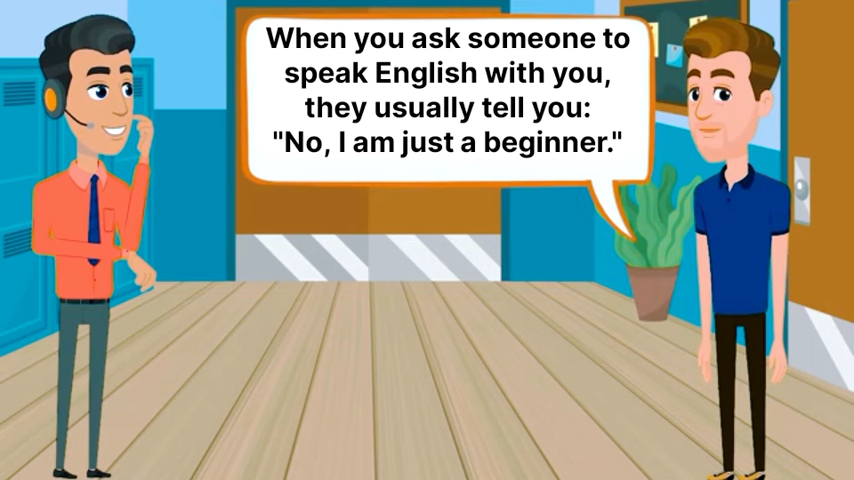 When you ask someone to
speak English with you,
they usually tell you:
"No, I am just a beginner."